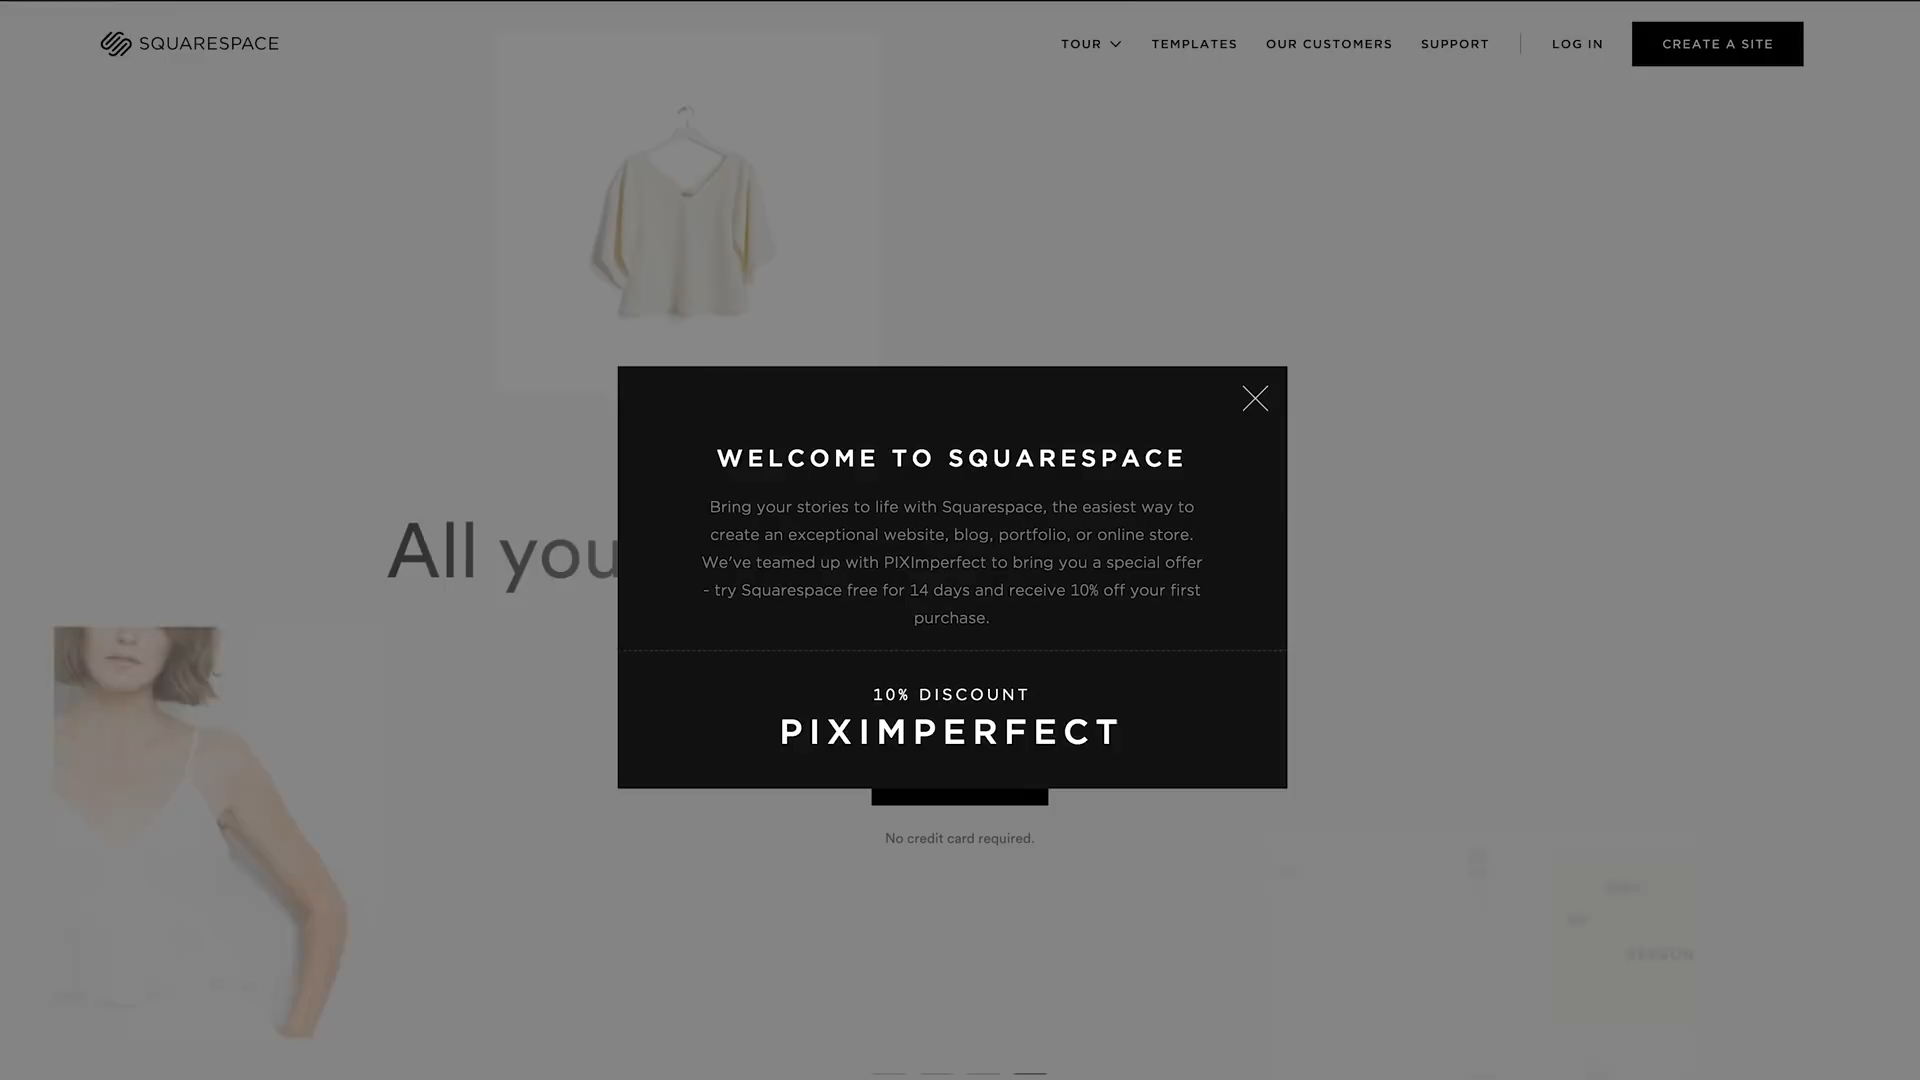 SQUARESPACE
TOUR TEMPLATES OUR CUSTOMERS SUPPORT LOG IN CREATE A SITE
All you
WELCOME TO SQUARESPACE
Bring your stories to life with Squarespace, the easiest way to
create an exceptional website, blog, portfolio, or online store.
We've teamed up with PIXImperfect to bring you a special offer
- try Squarespace free for 14 days and receive 10% off your first
purchase.
10% DISCOUNT
PIXIMPERFECT
No credit card required.